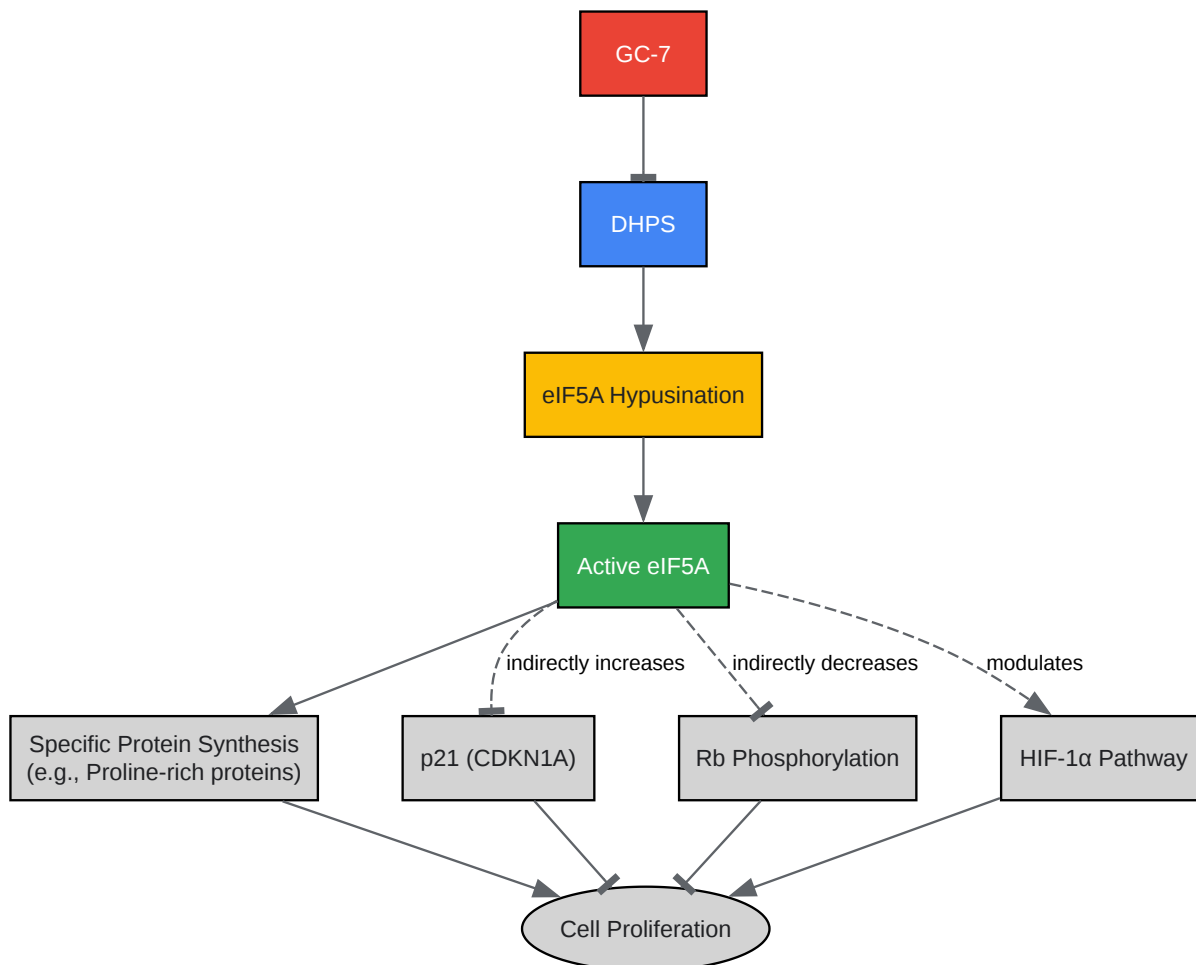 GC-7
DHPS
eIF5A Hypusination
Active eIF5A
indirectly increases
indirectly decreases
modulates
Specific Protein Synthesis
(e.g., Proline-rich proteins)
p21 (CDKN1A)
Rb Phosphorylation
HIF-1α Pathway
Cell Proliferation